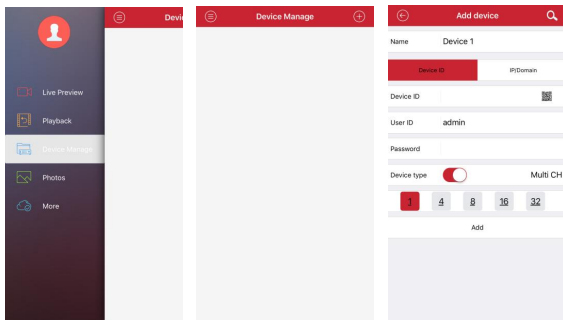 Devi
Live Preview
Playback
Device Manage
Photos
More
Device Manage
Add device
Name Device 1
Device ID IP/Domain
Device ID
User ID admin
Password
Device type Multi CH
1 4 8 16 32
Add